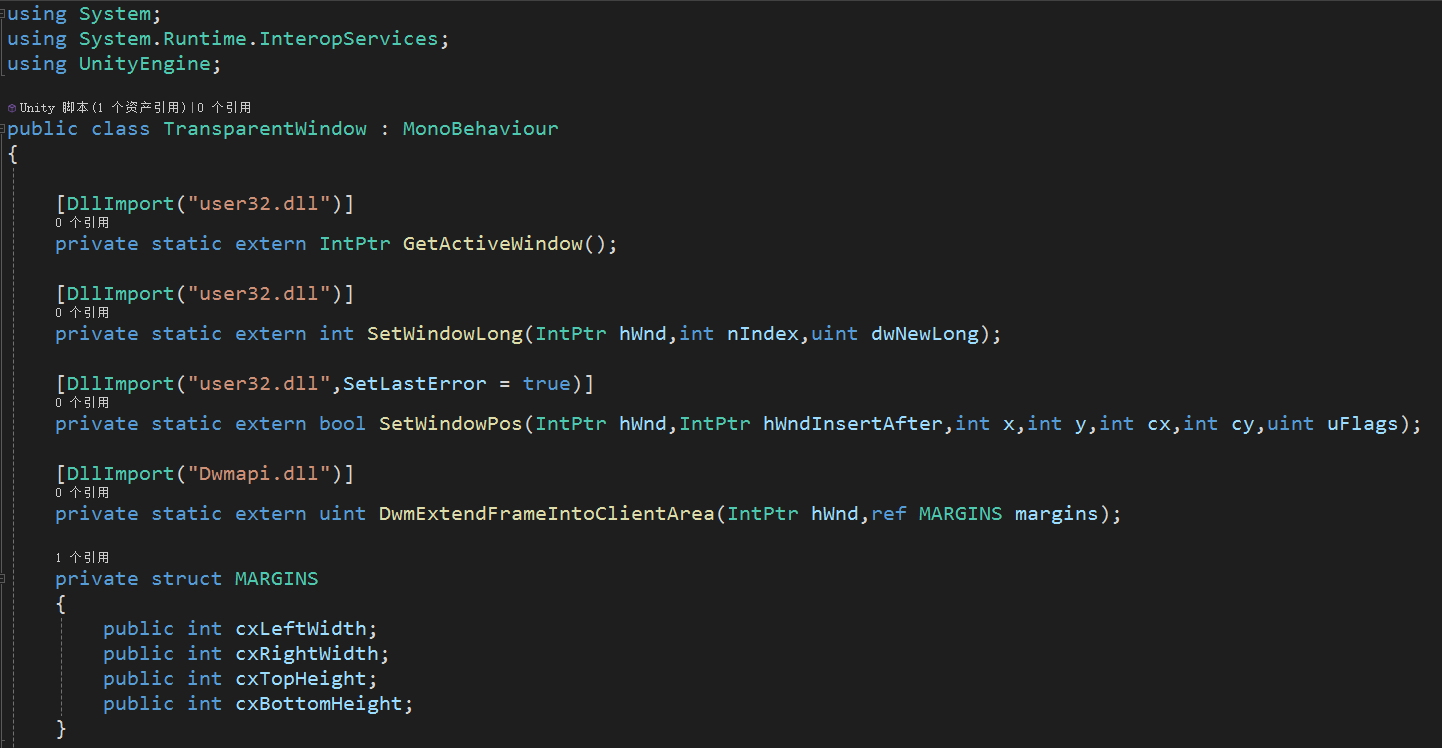 using System;
using System.Runtime.InteropServices;
using UnityEngine;
Unity 脚本(1 个资产引用)|0 个引用
public class TransparentWindow : MonoBehaviour
{
[DllImport("user32.dll")]
0 个引用
private static extern IntPtr GetActiveWindow();
[DllImport("user32.dll")]
0 个引用
private static extern int SetWindowLong(IntPtr hWnd,int nIndex,uint dwNewLong);
[DllImport("user32.dll",SetLastError = true)]
0 个引用
private static extern bool SetWindowPos(IntPtr hWnd,IntPtr hWndInsertAfter,int x,int y,int cx,int cy,uint uFlags);
[DllImport("Dwmapi.dll")]
0 个引用
private static extern uint DwmExtendFrameIntoClientArea(IntPtr hWnd,ref MARGINS margins);
1 个引用
private struct MARGINS
{
public int cxLeftWidth;
public int cxRightWidth;
public int cxTopHeight;
public int cxBottomHeight;
}